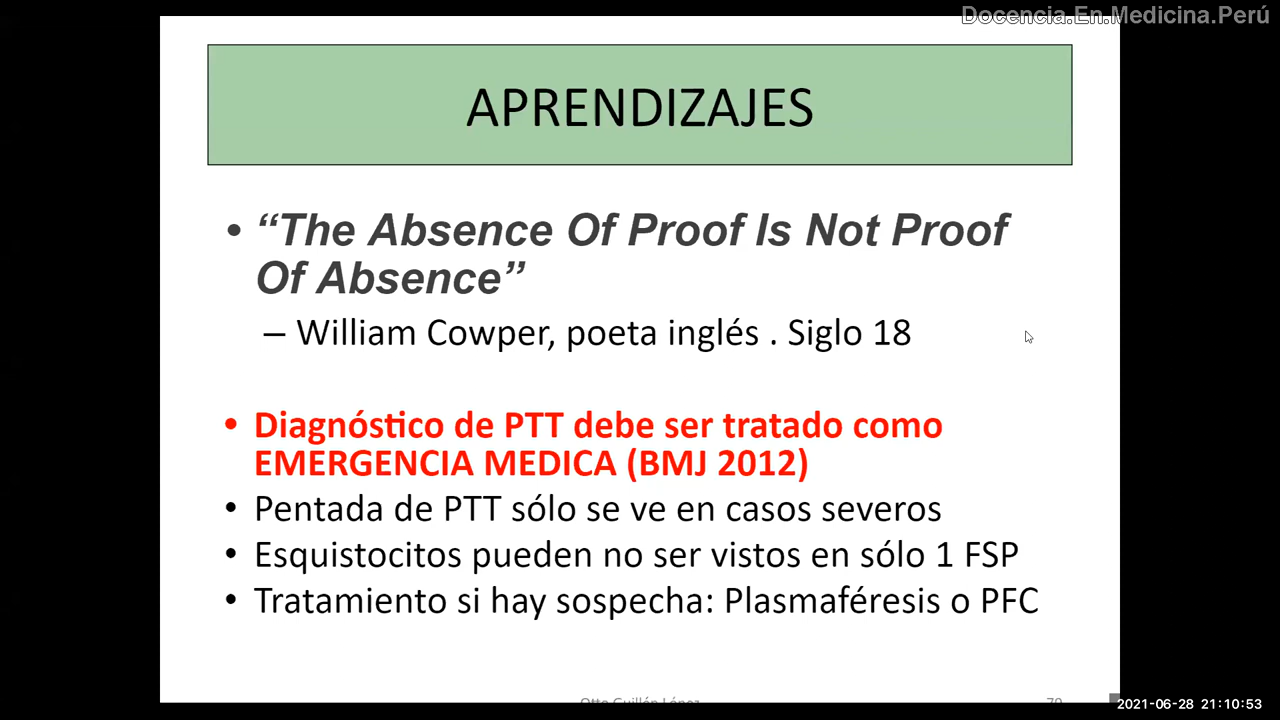 Docencia.En.Medicina.Perú
APRENDIZAJES
• “The Absence Of Proof Is Not Proof
Of Absence”
– William Cowper, poeta inglés . Siglo 18
• Diagnóstico de PTT debe ser tratado como
EMERGENCIA MEDICA (BMJ 2012)
• Pentada de PTT sólo se ve en casos severos
• Esquistocitos pueden no ser vistos en sólo 1 FSP
• Tratamiento si hay sospecha: Plasmaféresis o PFC
Otto Guillén López
2021-06-28 21:10:53